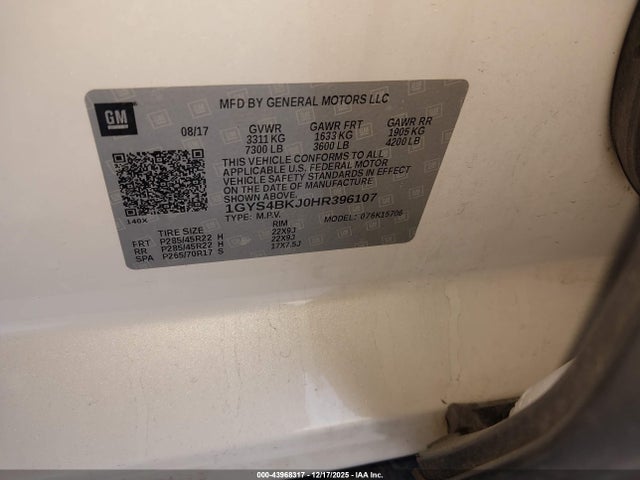 GM
MFD BY GENERAL MOTORS LLC
08/17 GVWR GAWR FRT GAWR RR
3311 KG 1633 KG 1905 KG
7300 LB 3600 LB 4200 LB
THIS VEHICLE CONFORMS TO ALL
APPLICABLE U.S. FEDERAL MOTOR
VEHICLE SAFETY STANDARDS IN EFFECT
ON THE DATE OF MANUFACTURE
SHOWN ABOVE.
1GYS4BKJ0HR396107
140X TYPE: M.P.V. MODEL: 076K15706
TIRE SIZE RIM
FRT P285/45R22 H 22X9J
RR P285/45R22 H 22X9J
SPA P265/70R17 S 17X7.5J
000-43968317 - 12/17/2025 - IAAI, Inc.